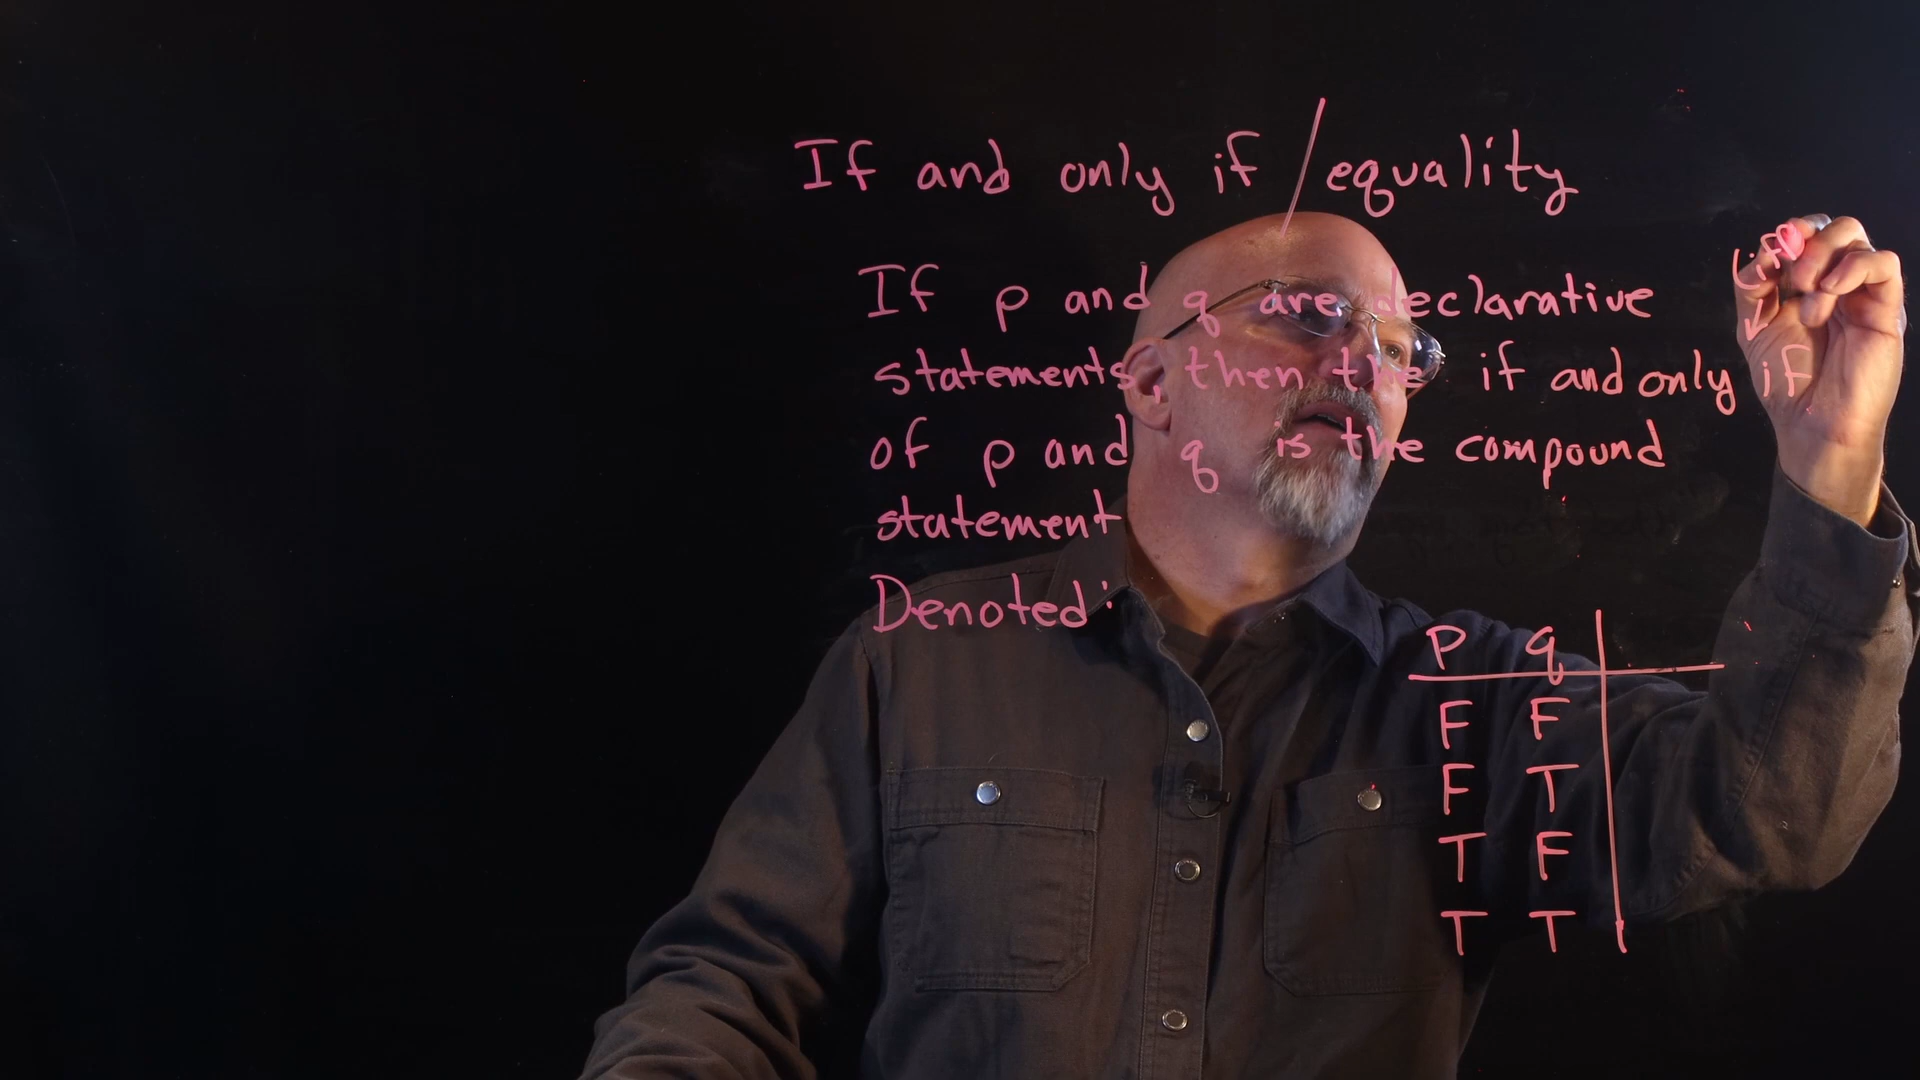 If and only if / equality
(iff
If p and q are declarative
statements, then the if and only if
of p and q is the compound
statement
Denoted:
p q
F F
F T
T F
T T